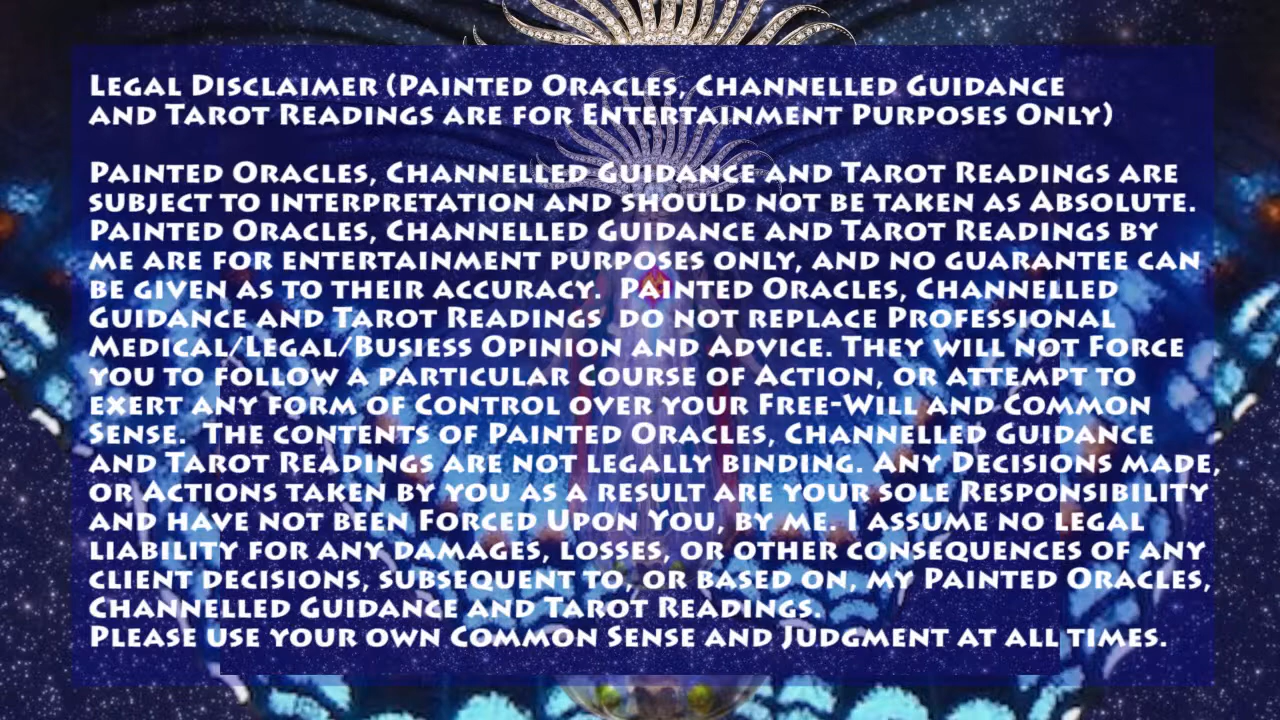 Legal Disclaimer (Painted Oracles, Channelled Guidance
and Tarot Readings are for Entertainment Purposes Only)
Painted Oracles, Channelled Guidance and Tarot Readings are
subject to interpretation and should not be taken as Absolute.
Painted Oracles, Channelled Guidance and Tarot Readings by
me are for entertainment purposes only, and no guarantee can
be given as to their accuracy.  Painted Oracles, Channelled
Guidance and Tarot Readings  do not replace Professional
Medical/Legal/Busiess Opinion and Advice. They will not Force
you to follow a particular Course of Action, or attempt to
exert any form of Control over your Free-Will and Common
Sense.  The contents of Painted Oracles, Channelled Guidance
and Tarot Readings are not legally binding. Any Decisions made,
or Actions taken by you as a result are your sole Responsibility
and have not been Forced Upon You, by me. I assume no legal
liability for any damages, losses, or other consequences of any
client decisions, subsequent to, or based on, my Painted Oracles,
Channelled Guidance and Tarot Readings.
Please use your own Common Sense and Judgment at all times.